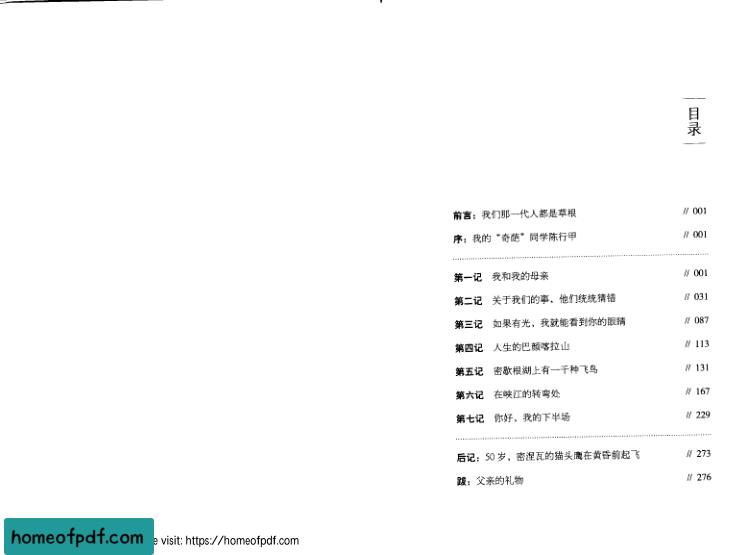 目录
前言：我们那一代人都是草根 // 001
序：我的“奇葩”同学陈行甲 // 001
第一记 我和我的母亲 // 001
第二记 关于我们的事，他们统统猜错 // 031
第三记 如果有光，我就能看到你的眼睛 // 087
第四记 人生的巴颜喀拉山 // 113
第五记 密歇根湖上有一千种飞鸟 // 131
第六记 在峡江的转弯处 // 167
第七记 你好，我的下半场 // 229
后记：50 岁，密涅瓦的猫头鹰在黄昏前起飞 // 273
跋：父亲的礼物 // 276
homeofpdf.com e visit: https://homeofpdf.com